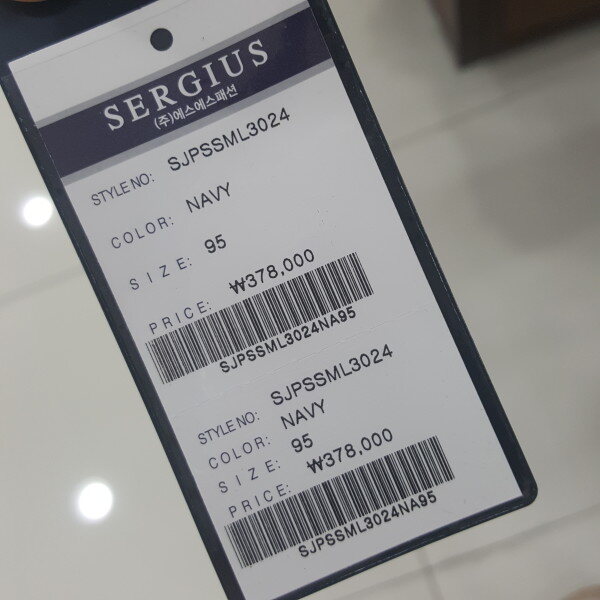 SERGIUS
(주)에스에스패션
STYLE NO: SJPSSML3024
COLOR: NAVY
SIZE: 95
PRICE: ₩378,000
SJPSSML3024NA95
STYLE NO: SJPSSML3024
COLOR: NAVY
SIZE: 95
PRICE: ₩378,000
SJPSSML3024NA95